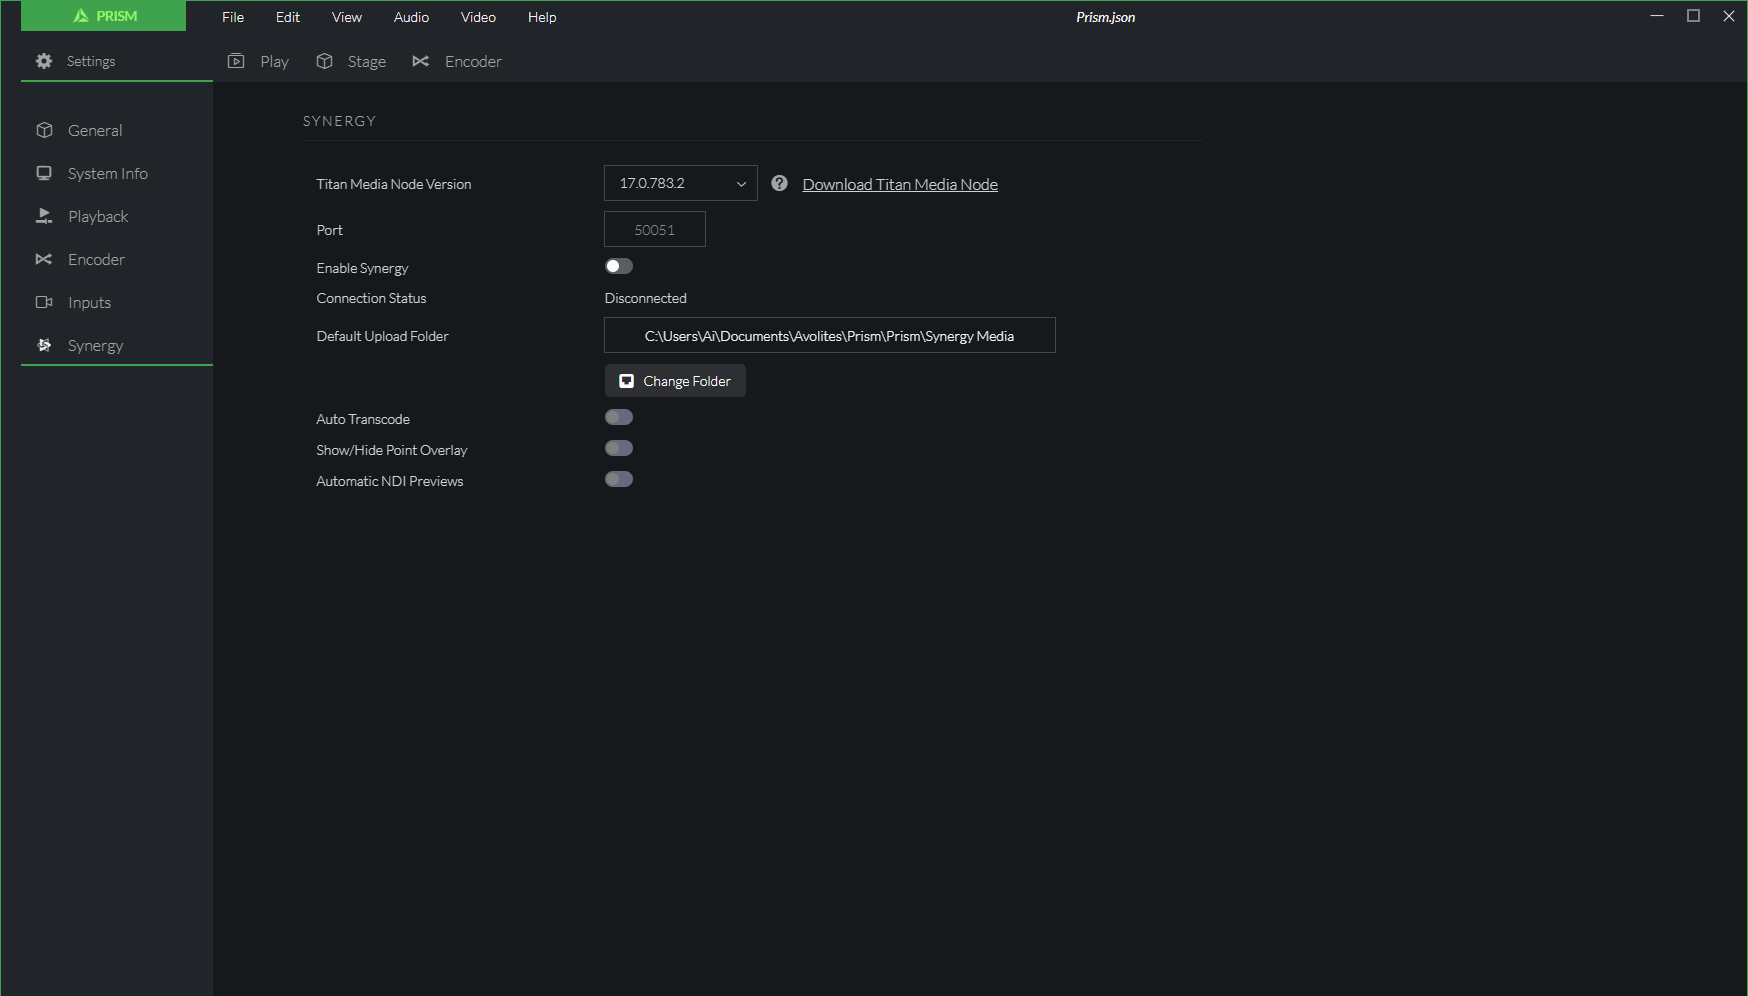 PRISM File Edit View Audio Video Help Prism.json
Settings Play Stage Encoder
General
System Info
Playback
Encoder
Inputs
Synergy
SYNERGY
Titan Media Node Version 17.0.783.2 Download Titan Media Node
Port 50051
Enable Synergy
Connection Status Disconnected
Default Upload Folder C:\Users\Ai\Documents\Avolites\Prism\Prism\Synergy Media
Change Folder
Auto Transcode
Show/Hide Point Overlay
Automatic NDI Previews